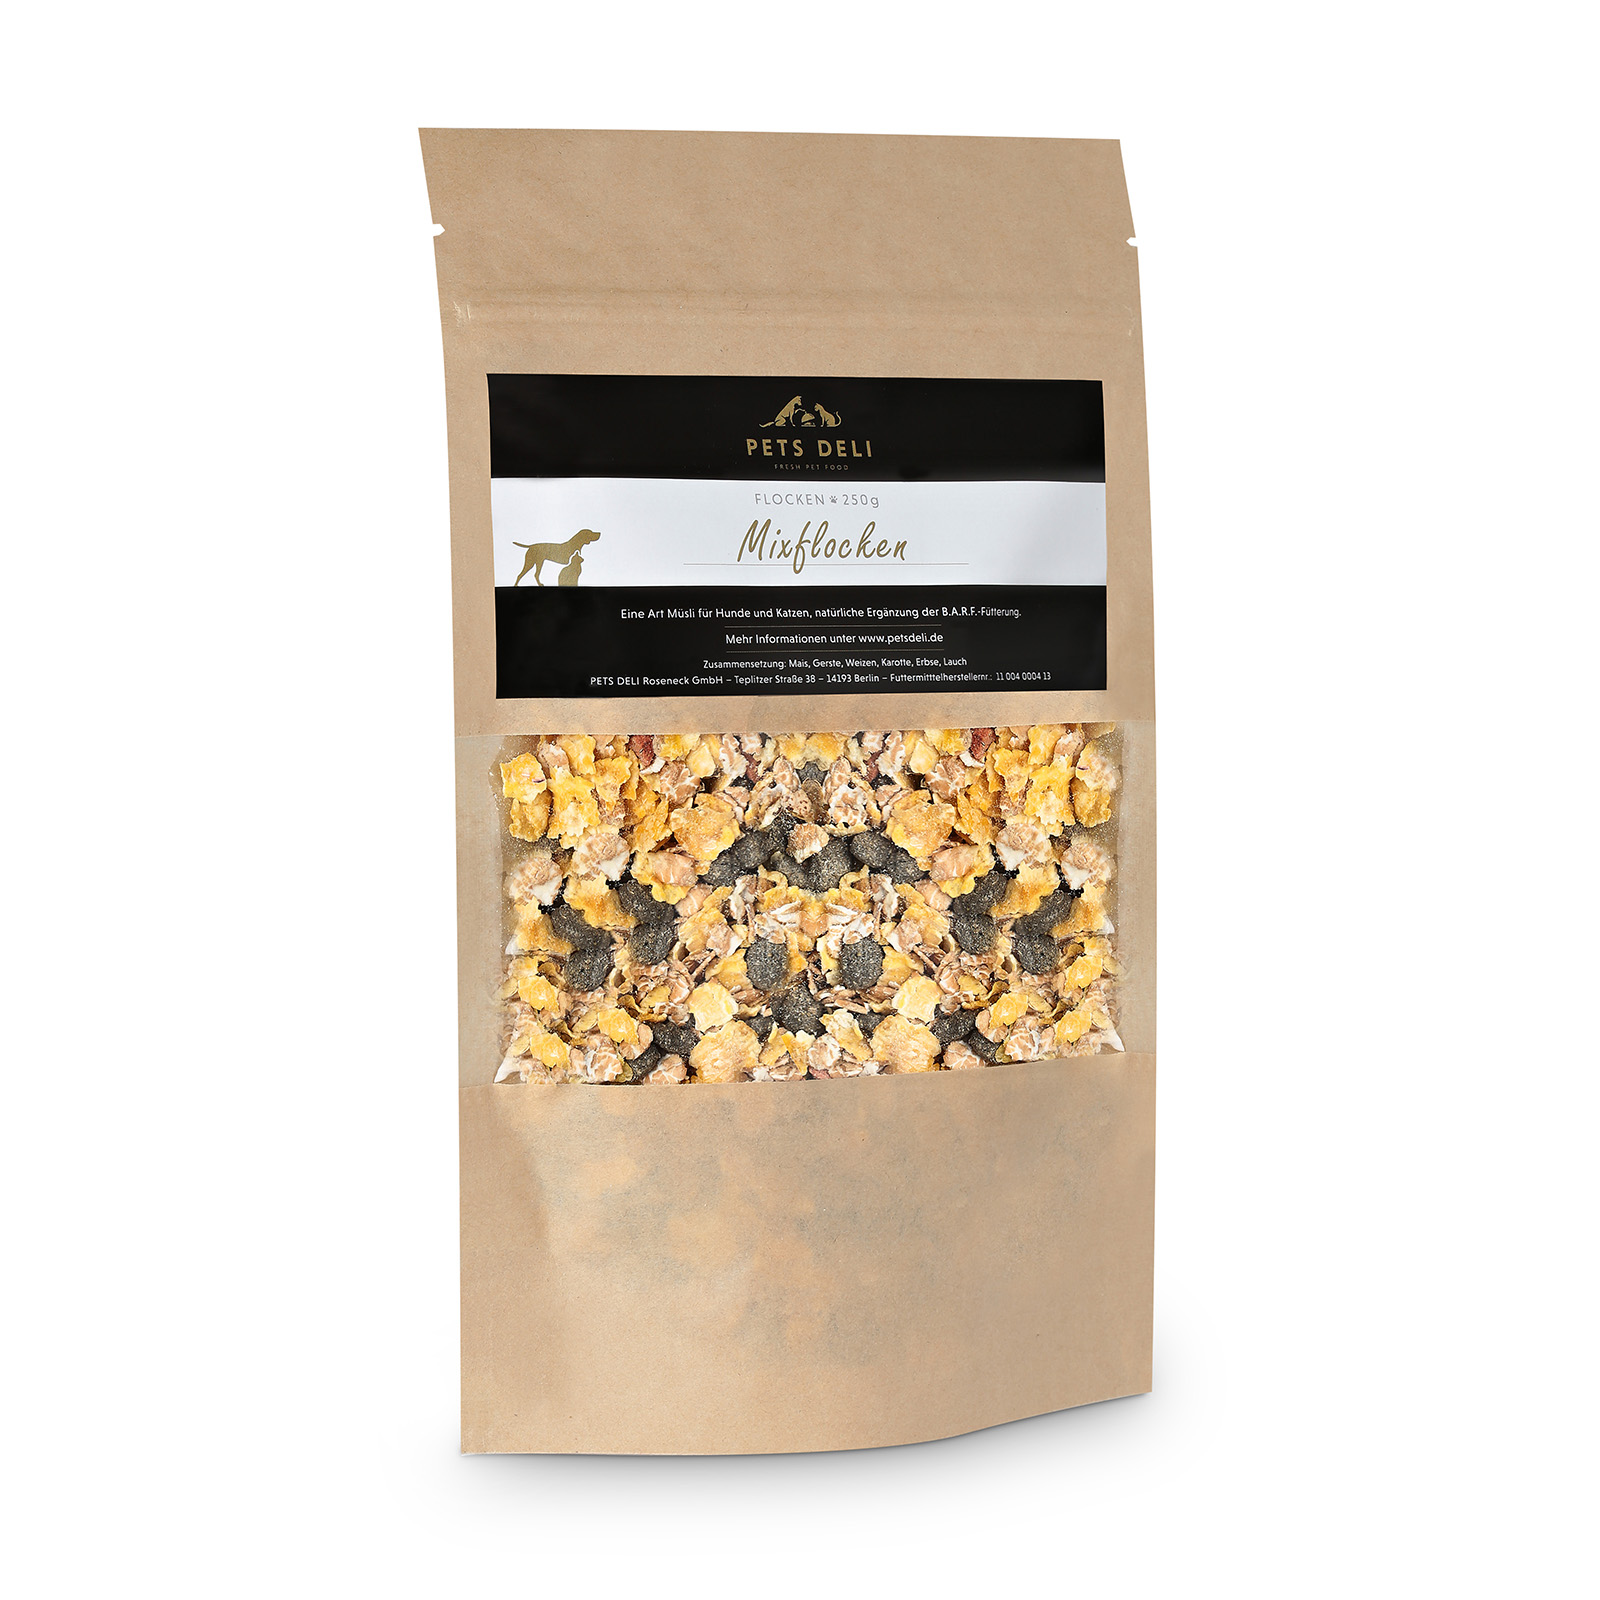 PETS DELI
FRESH PET FOOD
FLOCKEN 250g
Mixflocken
Eine Art Müsli für Hunde und Katzen, natürliche Ergänzung der B.A.R.F.-Fütterung.
Mehr Informationen unter www.petsdeli.de
Zusammensetzung: Mais, Gerste, Weizen, Karotte, Erbse, Lauch
PETS DELI Roseneck GmbH – Teplitzer Straße 38 – 14193 Berlin – Futtermitttelherstellernr.: 11 004 0004 13